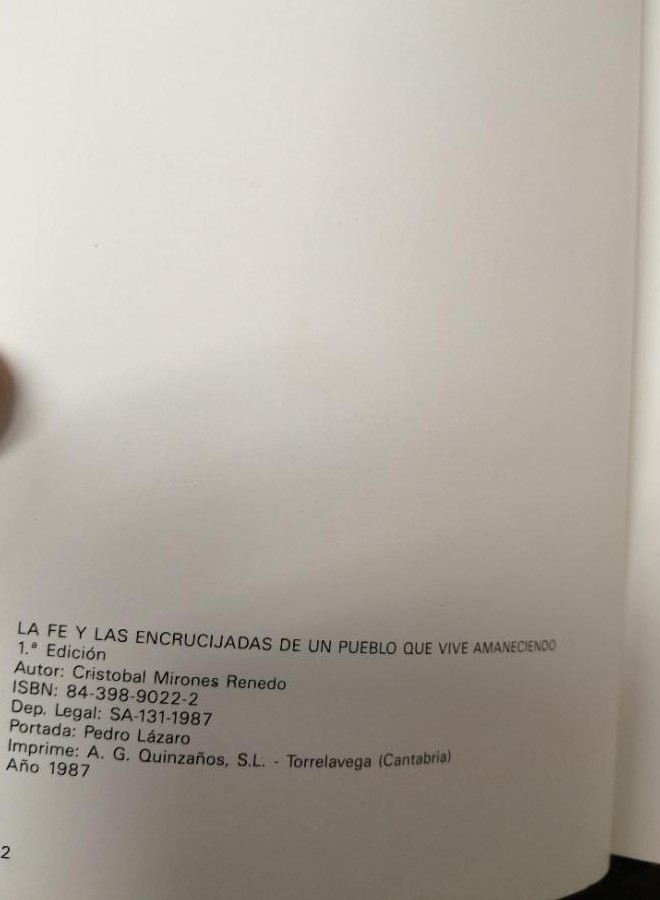 LA FE Y LAS ENCRUCIJADAS DE UN PUEBLO QUE VIVE AMANECIENDO
1.ª Edición
Autor: Cristobal Mirones Renedo
ISBN: 84-398-9022-2
Dep. Legal: SA-131-1987
Portada: Pedro Lázaro
Imprime: A. G. Quinzaños, S.L. - Torrelavega (Cantabria)
Año 1987
2